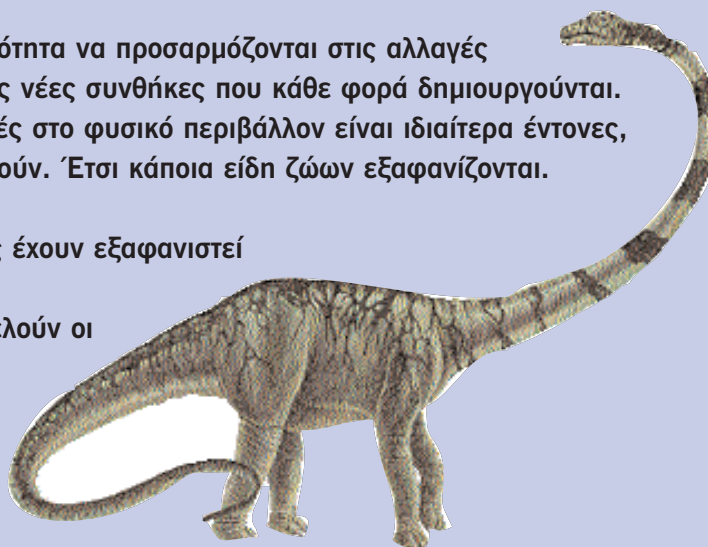 ότητα να προσαρμόζονται στις αλλαγές
ς νέες συνθήκες που κάθε φορά δημιουργούνται.
ές στο φυσικό περιβάλλον είναι ιδιαίτερα έντονες,
ούν. Έτσι κάποια είδη ζώων εξαφανίζονται.
ς έχουν εξαφανιστεί
ελούν οι